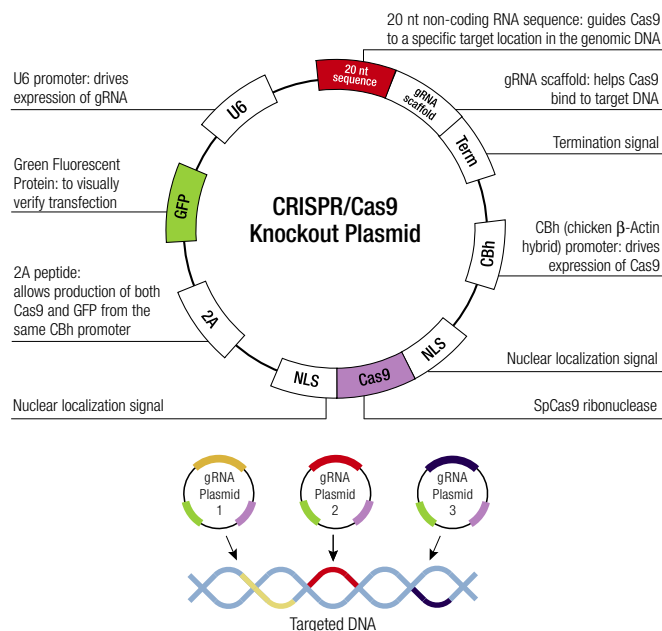 20 nt non-coding RNA sequence: guides Cas9
to a specific target location in the genomic DNA
U6 promoter: drives
expression of gRNA
20 nt
sequence
gRNA
scaffold
gRNA scaffold: helps Cas9
bind to target DNA
U6
Term
Termination signal
Green Fluorescent
Protein: to visually
verify transfection
GFP
CRISPR/Cas9
Knockout Plasmid
CBh
CBh (chicken β-Actin
hybrid) promoter: drives
expression of Cas9
2A peptide:
allows production of both
Cas9 and GFP from the
same CBh promoter
2A
NLS
Cas9
NLS
Nuclear localization signal
Nuclear localization signal
SpCas9 ribonuclease
gRNA
Plasmid
1
gRNA
Plasmid
2
gRNA
Plasmid
3
Targeted DNA